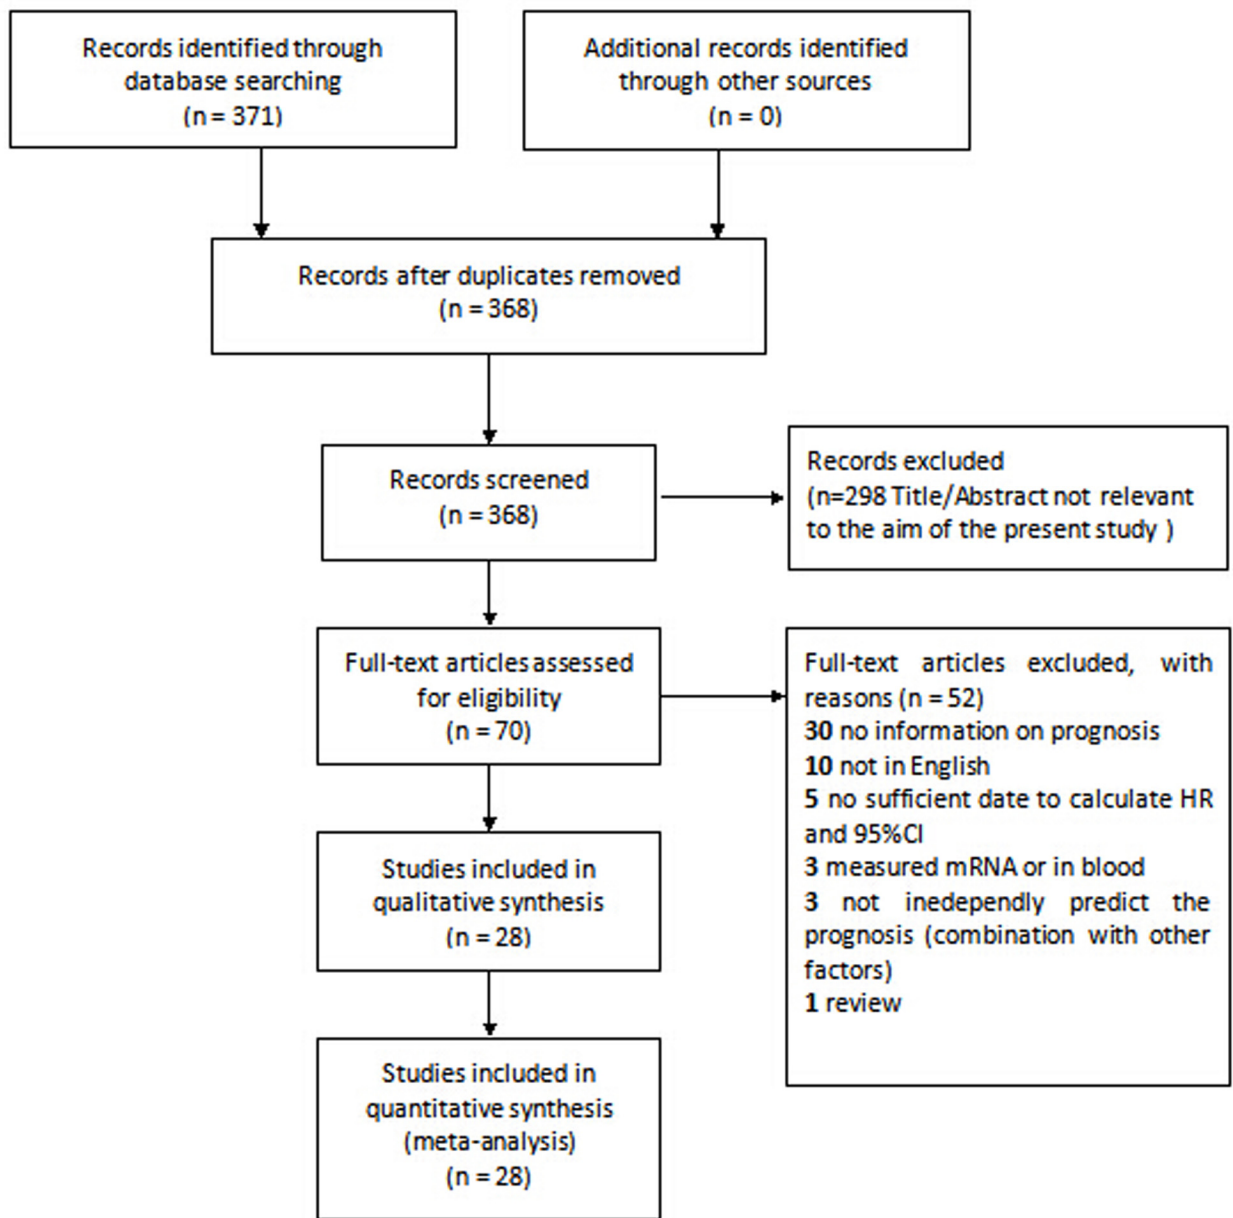 Records identified through
database searching
(n = 371)
Additional records identified
through other sources
(n = 0)
Records after duplicates removed
(n = 368)
Records screened
(n = 368)
Records excluded
(n=298 Title/Abstract not relevant
to the aim of the present study )
Full-text articles assessed
for eligibility
(n = 70)
Full-text articles excluded, with
reasons (n = 52)
30 no information on prognosis
10 not in English
5 no sufficient date to calculate HR
and 95%CI
3 measured mRNA or in blood
3 not inedependly predict the
prognosis (combination with other
factors)
1 review
Studies included in
qualitative synthesis
(n = 28)
Studies included in
quantitative synthesis
(meta-analysis)
(n = 28)